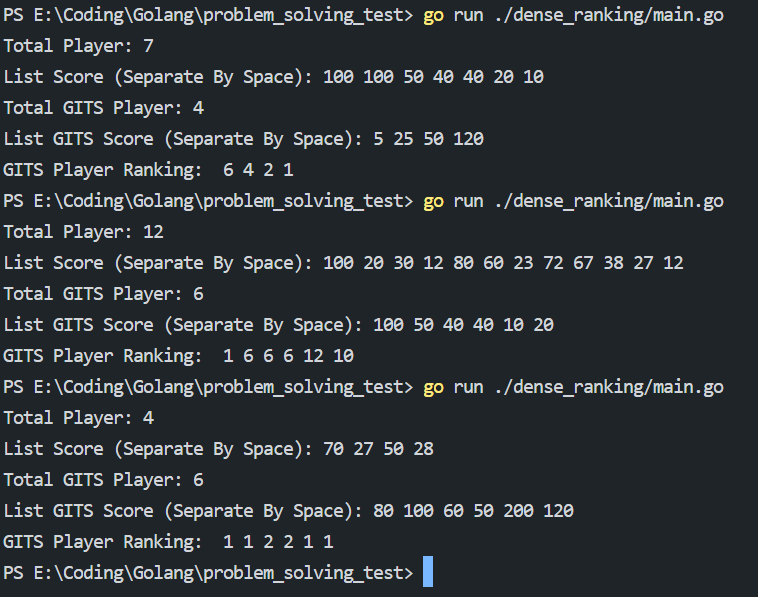 PS E:\Coding\Golang\problem_solving_test> go run ./dense_ranking/main.go
Total Player: 7
List Score (Separate By Space): 100 100 50 40 40 20 10
Total GITS Player: 4
List GITS Score (Separate By Space): 5 25 50 120
GITS Player Ranking:  6 4 2 1
PS E:\Coding\Golang\problem_solving_test> go run ./dense_ranking/main.go
Total Player: 12
List Score (Separate By Space): 100 20 30 12 80 60 23 72 67 38 27 12
Total GITS Player: 6
List GITS Score (Separate By Space): 100 50 40 40 10 20
GITS Player Ranking:  1 6 6 6 12 10
PS E:\Coding\Golang\problem_solving_test> go run ./dense_ranking/main.go
Total Player: 4
List Score (Separate By Space): 70 27 50 28
Total GITS Player: 6
List GITS Score (Separate By Space): 80 100 60 50 200 120
GITS Player Ranking:  1 1 2 2 1 1
PS E:\Coding\Golang\problem_solving_test>